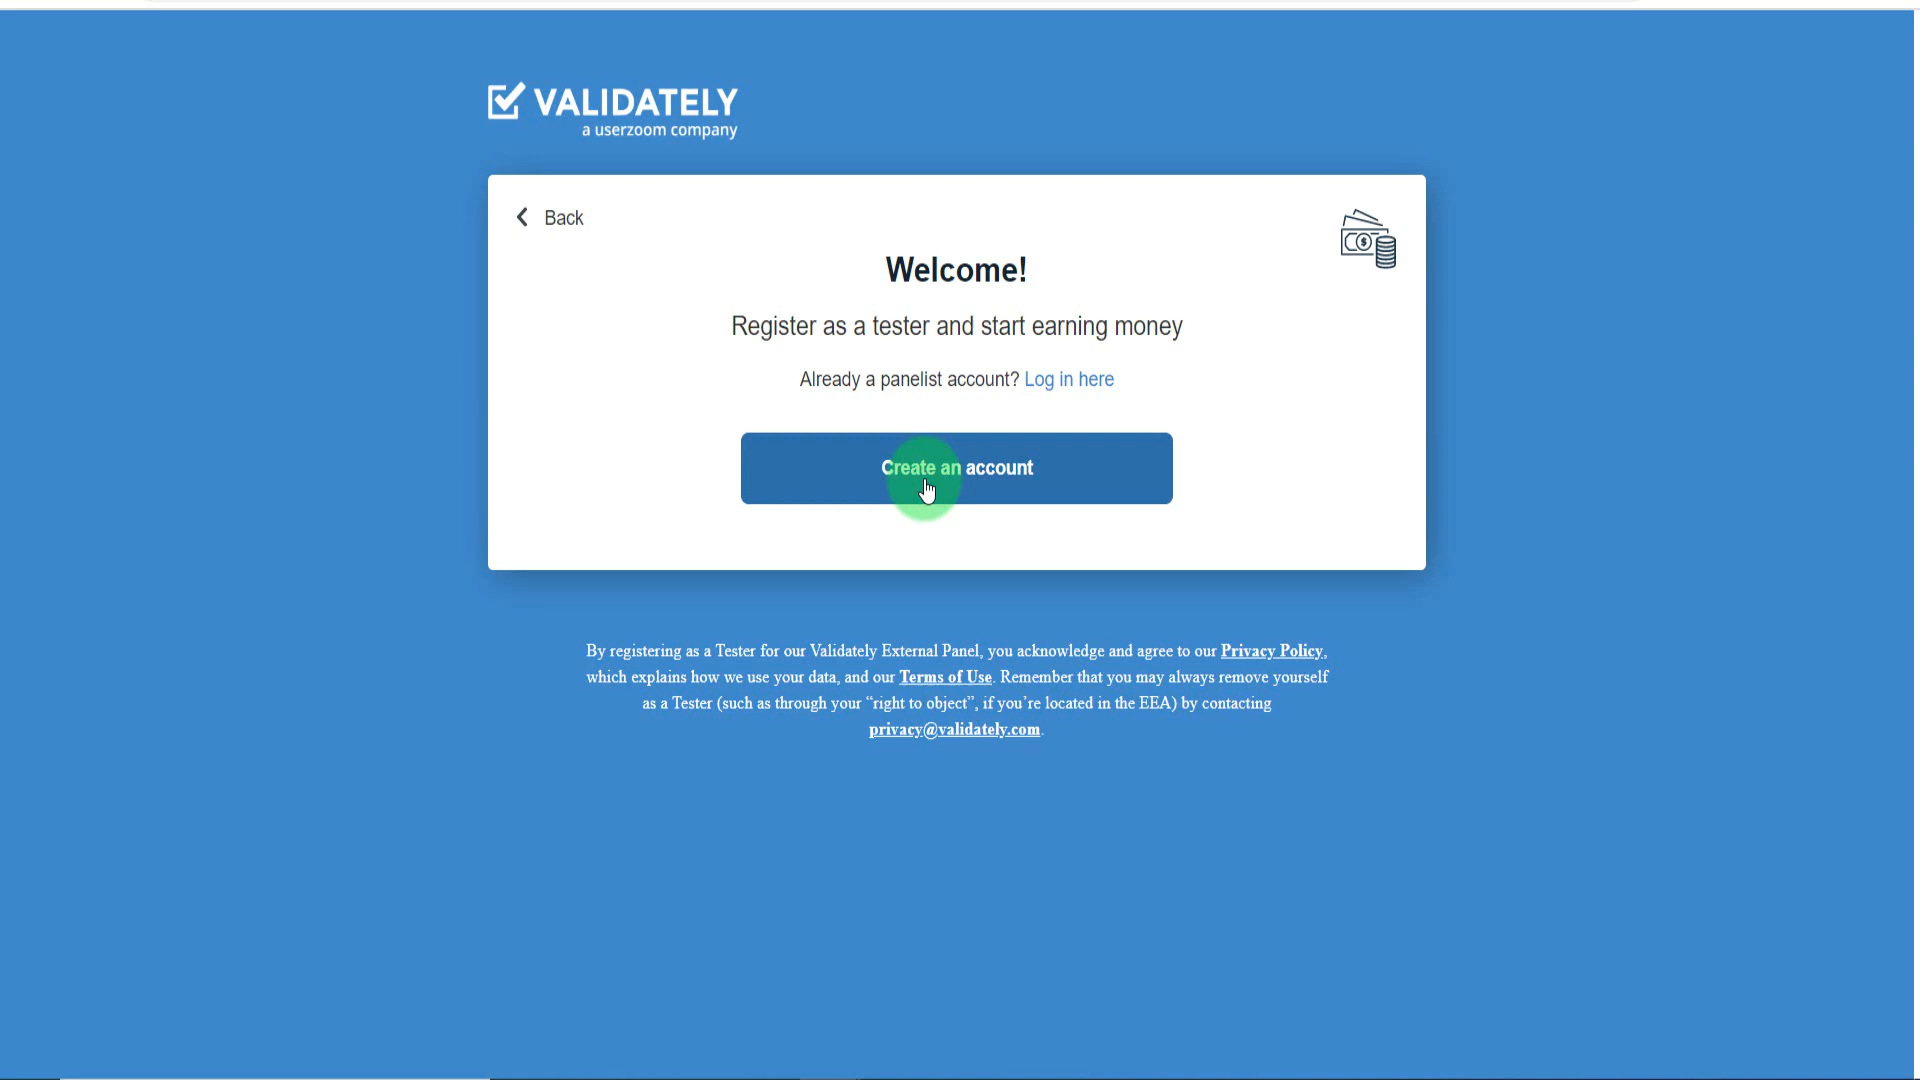 VALIDATELY
a userzoom company
Back
Welcome!
Register as a tester and start earning money
Already a panelist account? Log in here
Create an account
By registering as a Tester for our Validately External Panel, you acknowledge and agree to our Privacy Policy,
which explains how we use your data, and our Terms of Use. Remember that you may always remove yourself
as a Tester (such as through your “right to object”, if you’re located in the EEA) by contacting
privacy@validately.com.